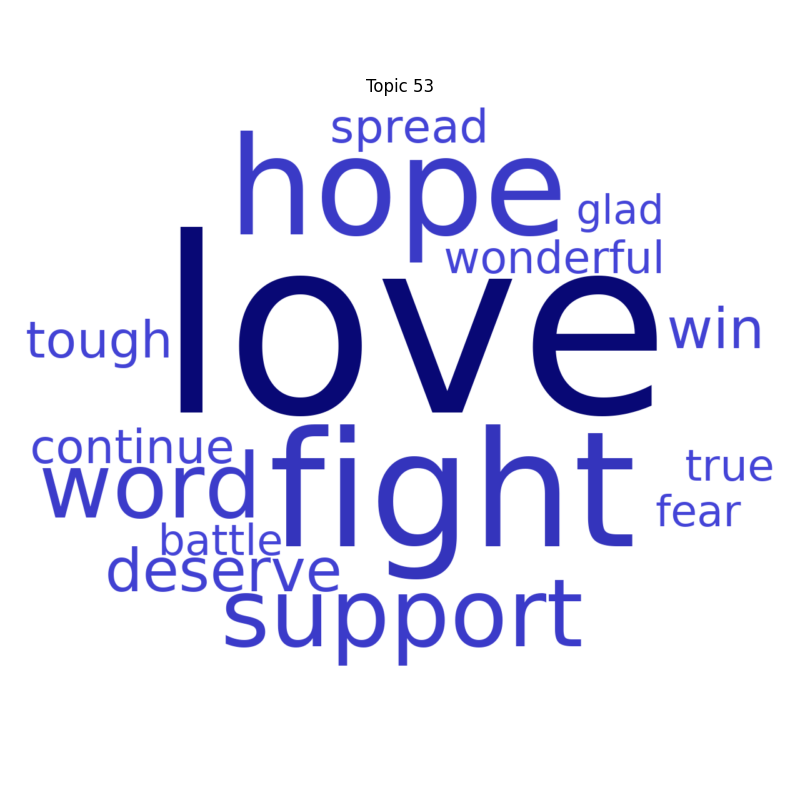 Topic 53
spread
hope
glad
wonderful
love
tough
win
continue
word
fight
true
fear
battle
deserve
support